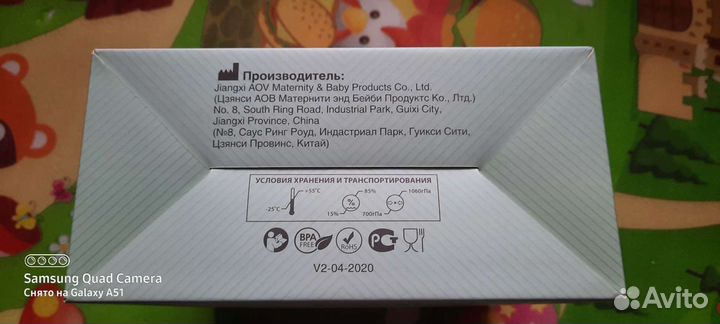 Производитель:
Jiangxi AOV Maternity & Baby Products Co., Ltd.
(Цзянси АОВ Матернити энд Бейби Продуктс Ко., Лтд.)
No. 8, South Ring Road, Industrial Park, Guixi City,
Jiangxi Province, China
(№8, Саус Ринг Роуд, Индастриал Парк, Гуикси Сити,
Цзянси Провинс, Китай)
УСЛОВИЯ ХРАНЕНИЯ И ТРАНСПОРТИРОВАНИЯ
+55°C 85% 1060гПа
-25°C 15% % 700гПа
BPA FREE RoHS
V2-04-2020
Samsung Quad Camera
Снято на Galaxy A51
Avito